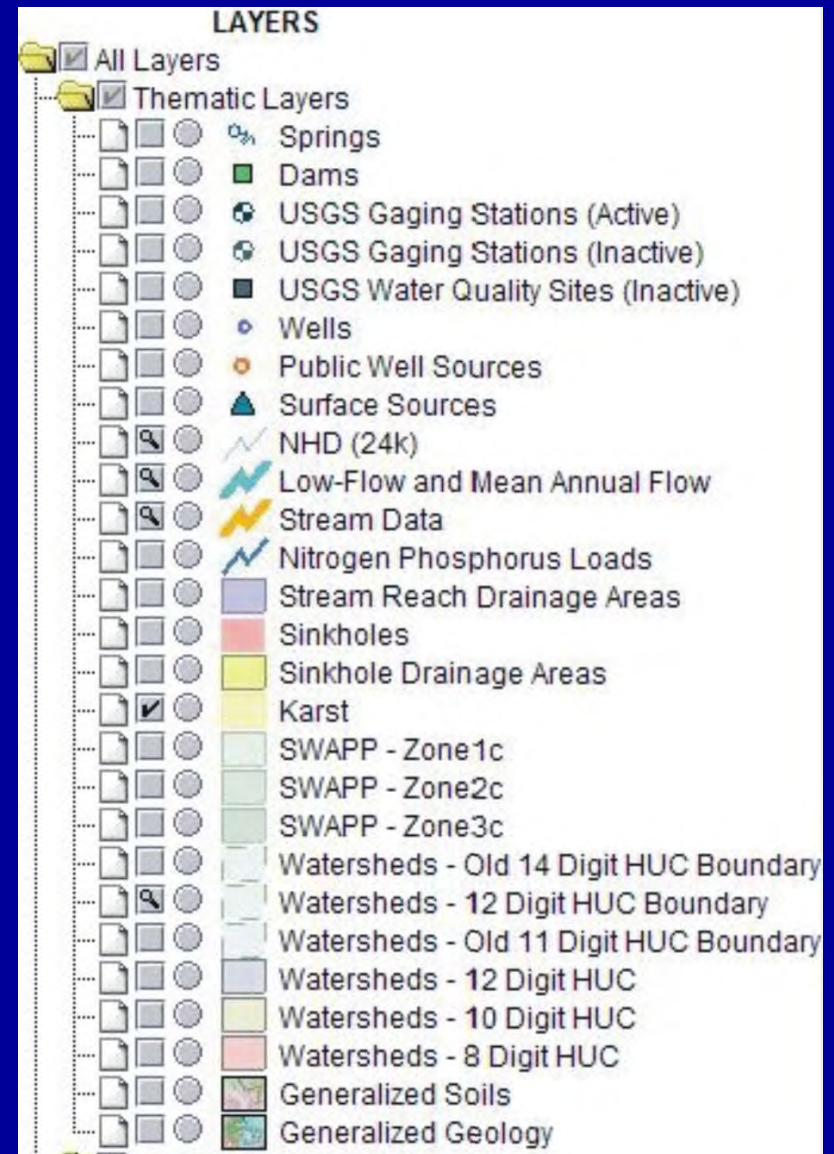 LAYERS
All Layers
Thematic Layers
Springs
Dams
USGS Gaging Stations (Active)
USGS Gaging Stations (Inactive)
USGS Water Quality Sites (Inactive)
Wells
Public Well Sources
Surface Sources
NHD (24k)
Low-Flow and Mean Annual Flow
Stream Data
Nitrogen Phosphorus Loads
Stream Reach Drainage Areas
Sinkholes
Sinkhole Drainage Areas
Karst
SWAPP - Zone1c
SWAPP - Zone2c
SWAPP - Zone3c
Watersheds - Old 14 Digit HUC Boundary
Watersheds - 12 Digit HUC Boundary
Watersheds - Old 11 Digit HUC Boundary
Watersheds - 12 Digit HUC
Watersheds - 10 Digit HUC
Watersheds - 8 Digit HUC
Generalized Soils
Generalized Geology